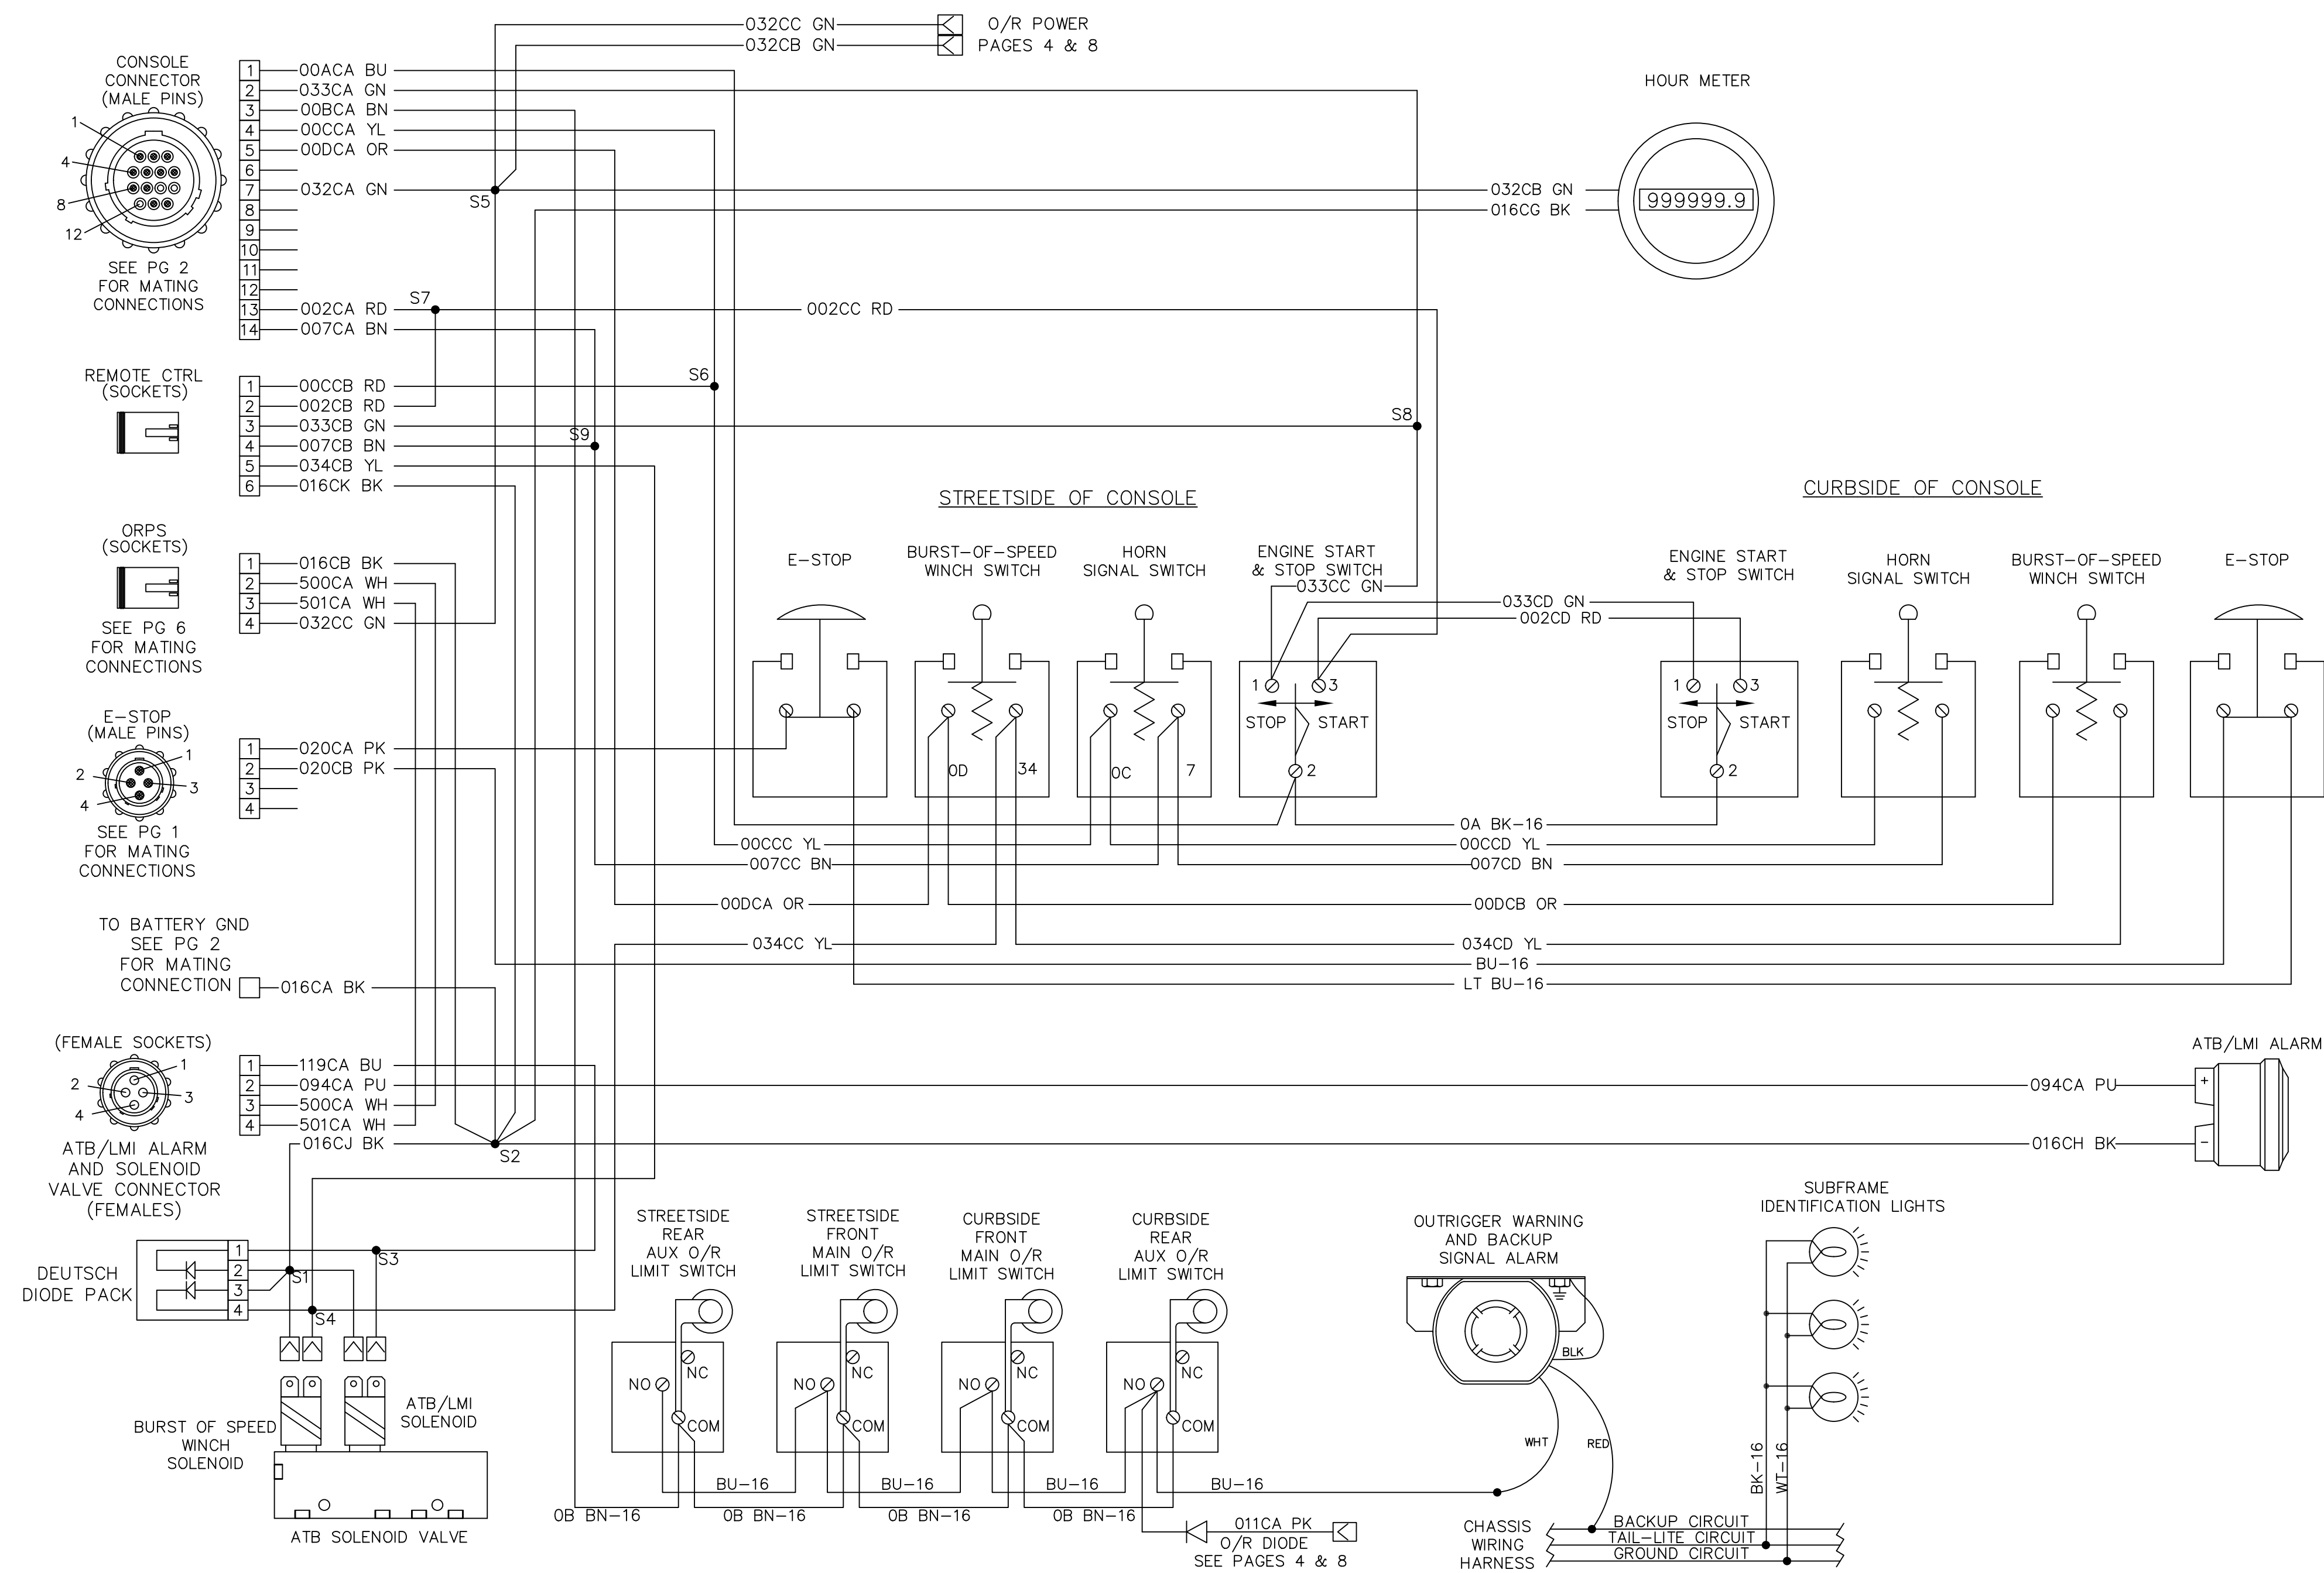 032CC GN
O/R POWER
032CB GN
PAGES 4 & 8
CONSOLE
CONNECTOR
(MALE PINS)
1
4
8
12
SEE PG 2
FOR MATING
CONNECTIONS
1 00ACA BU
2 033CA GN
3 00BCA BN
4 00CCA YL
5 00DCA OR
6
7 032CA GN
8
9
10
11
12
13 002CA RD
14 007CA BN
S5
S7
002CC RD
HOUR METER
032CB GN
016CG BK
999999.9
REMOTE CTRL
(SOCKETS)
1 00CCB RD
2 002CB RD
3 033CB GN
4 007CB BN
5 034CB YL
6 016CK BK
S6
S9
S8
ORPS
(SOCKETS)
SEE PG 6
FOR MATING
CONNECTIONS
1 016CB BK
2 500CA WH
3 501CA WH
4 032CC GN
STREETSIDE OF CONSOLE
E-STOP
BURST-OF-SPEED
WINCH SWITCH
HORN
SIGNAL SWITCH
ENGINE START
& STOP SWITCH
033CC GN
033CD GN
002CD RD
0D
34
0C
7
1
3
STOP
START
2
CURBSIDE OF CONSOLE
ENGINE START
& STOP SWITCH
HORN
SIGNAL SWITCH
BURST-OF-SPEED
WINCH SWITCH
E-STOP
1
3
STOP
START
2
E-STOP
(MALE PINS)
1
2
3
4
SEE PG 1
FOR MATING
CONNECTIONS
1 020CA PK
2 020CB PK
3
4
0A BK-16
00CCC YL
00CCD YL
007CC BN
007CD BN
00DCA OR
00DCB OR
034CC YL
034CD YL
BU-16
LT BU-16
TO BATTERY GND
SEE PG 2
FOR MATING
CONNECTION
016CA BK
(FEMALE SOCKETS)
1
2
3
4
ATB/LMI ALARM
AND SOLENOID
VALVE CONNECTOR
(FEMALES)
1 119CA BU
2 094CA PU
3 500CA WH
4 501CA WH
016CJ BK
S2
ATB/LMI ALARM
094CA PU
+
016CH BK
-
DEUTSCH
DIODE PACK
1
2
3
4
S1
S3
S4
BURST OF SPEED
WINCH
SOLENOID
ATB/LMI
SOLENOID
ATB SOLENOID VALVE
STREETSIDE
REAR
AUX O/R
LIMIT SWITCH
NC
NO
COM
STREETSIDE
FRONT
MAIN O/R
LIMIT SWITCH
NC
NO
COM
CURBSIDE
FRONT
MAIN O/R
LIMIT SWITCH
NC
NO
COM
CURBSIDE
REAR
AUX O/R
LIMIT SWITCH
NC
NO
COM
BU-16
BU-16
BU-16
BU-16
0B BN-16
0B BN-16
0B BN-16
0B BN-16
011CA PK
O/R DIODE
SEE PAGES 4 & 8
OUTRIGGER WARNING
AND BACKUP
SIGNAL ALARM
BLK
WHT
RED
SUBFRAME
IDENTIFICATION LIGHTS
BK-16
WT-16
CHASSIS
WIRING
HARNESS
BACKUP CIRCUIT
TAIL-LITE CIRCUIT
GROUND CIRCUIT